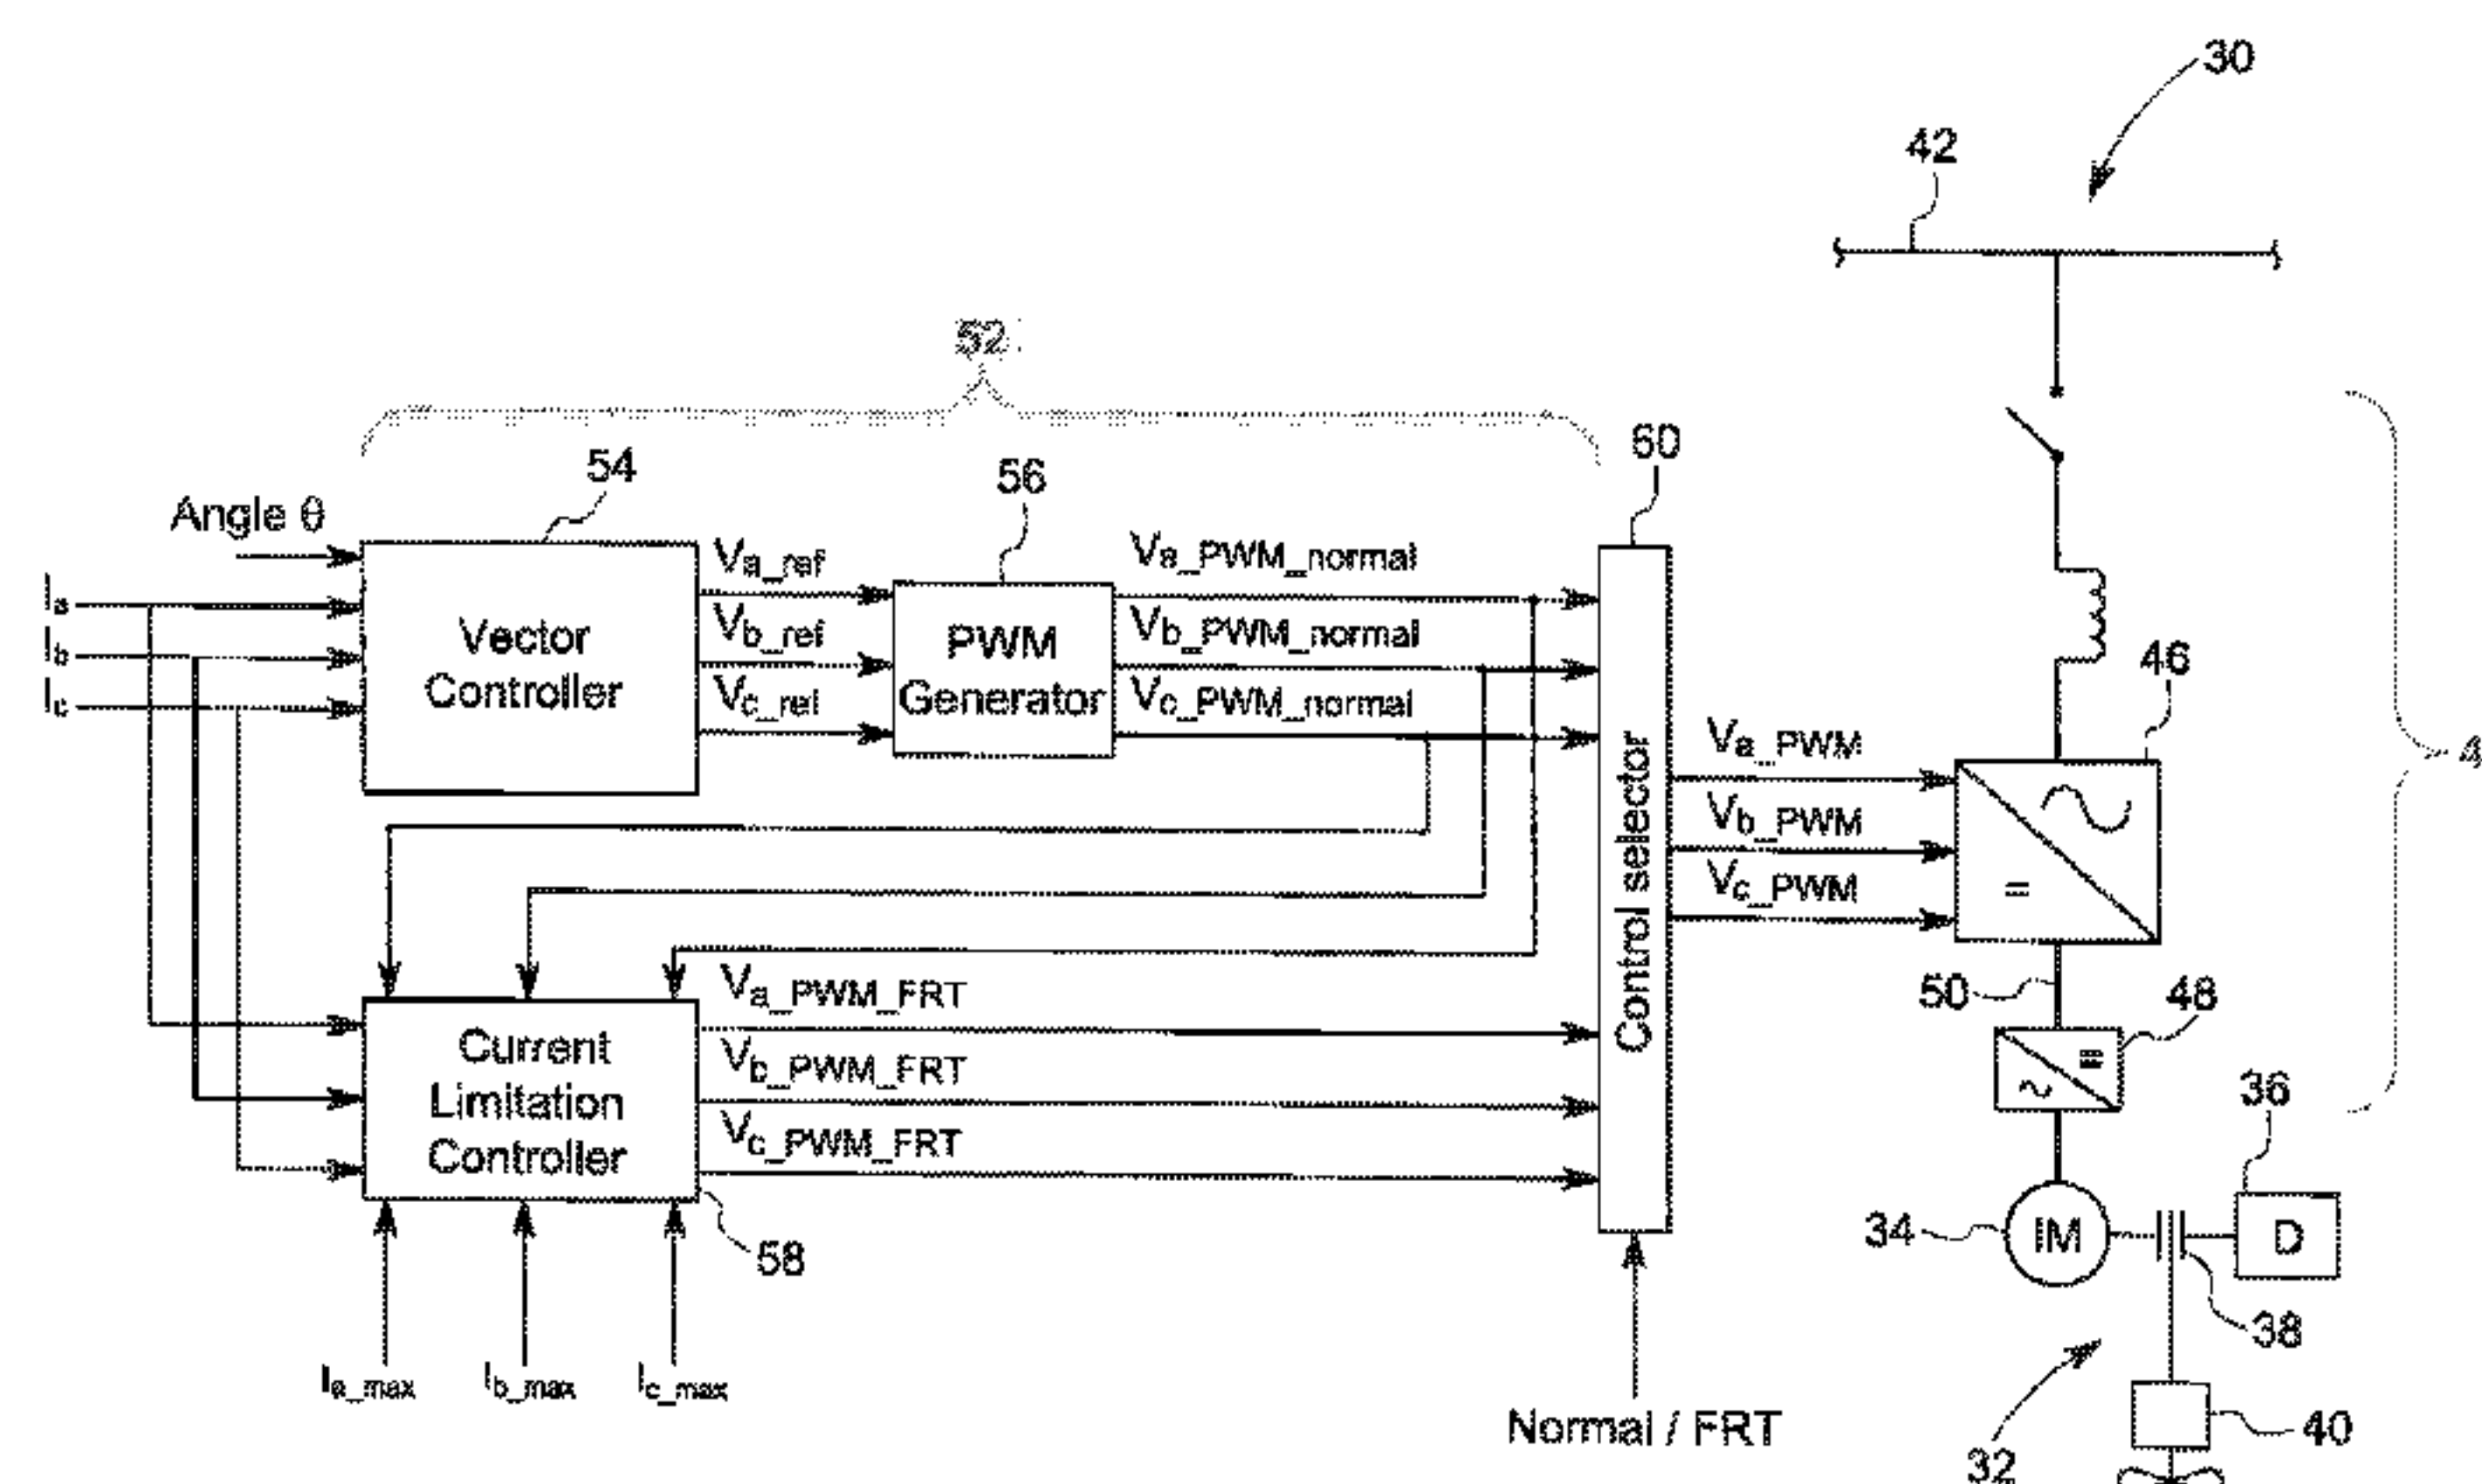 30
42
52
54
56
60
Angle θ
Ia
Ib
Ic
Vector
Controller
Va_ref
Vb_ref
Vc_ref
PWM
Generator
Va_PWM_normal
Vb_PWM_normal
Vc_PWM_normal
Control selector
Va_PWM
Vb_PWM
Vc_PWM
46
=
4
50
48
=
~
Current
Limitation
Controller
Va_PWM_FRT
Vb_PWM_FRT
Vc_PWM_FRT
58
Ia_max
Ib_max
Ic_max
Normal / FRT
34
IM
36
D
38
32
40